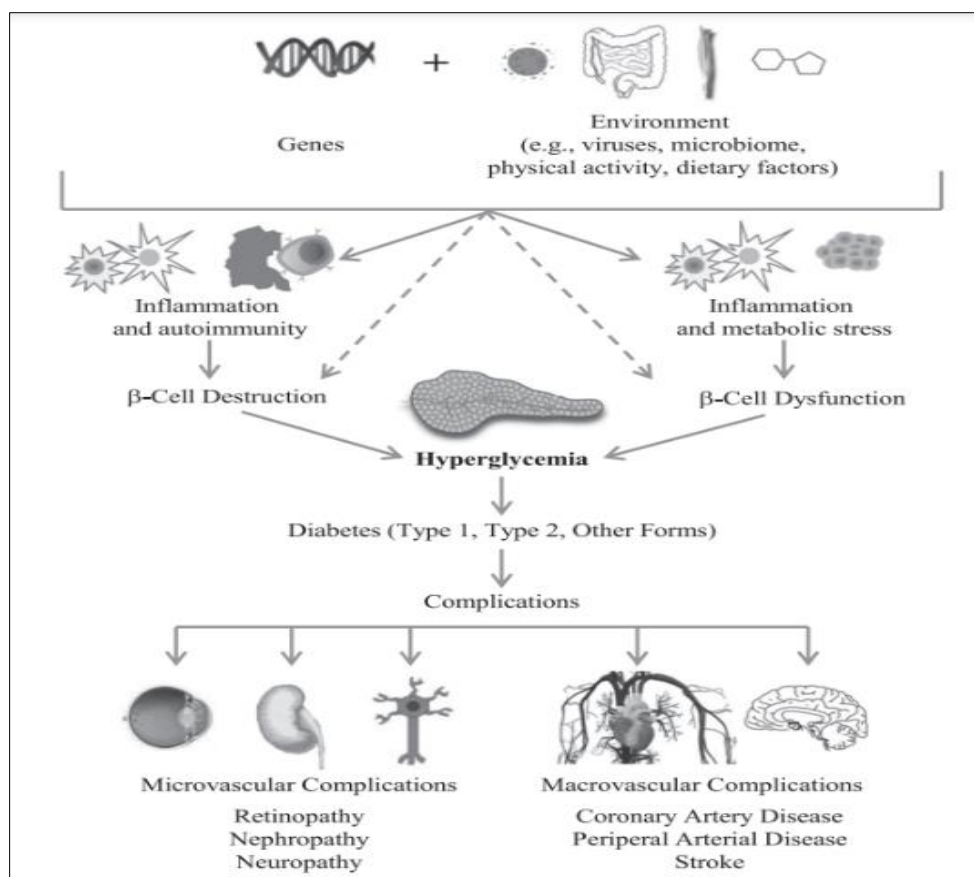 +
Genes
Environment
(e.g., viruses, microbiome,
physical activity, dietary factors)
Inflammation
and autoimmunity
Inflammation
and metabolic stress
β-Cell Destruction
β-Cell Dysfunction
Hyperglycemia
Diabetes (Type 1, Type 2, Other Forms)
Complications
Microvascular Complications
Retinopathy
Nephropathy
Neuropathy
Macrovascular Complications
Coronary Artery Disease
Periperal Arterial Disease
Stroke